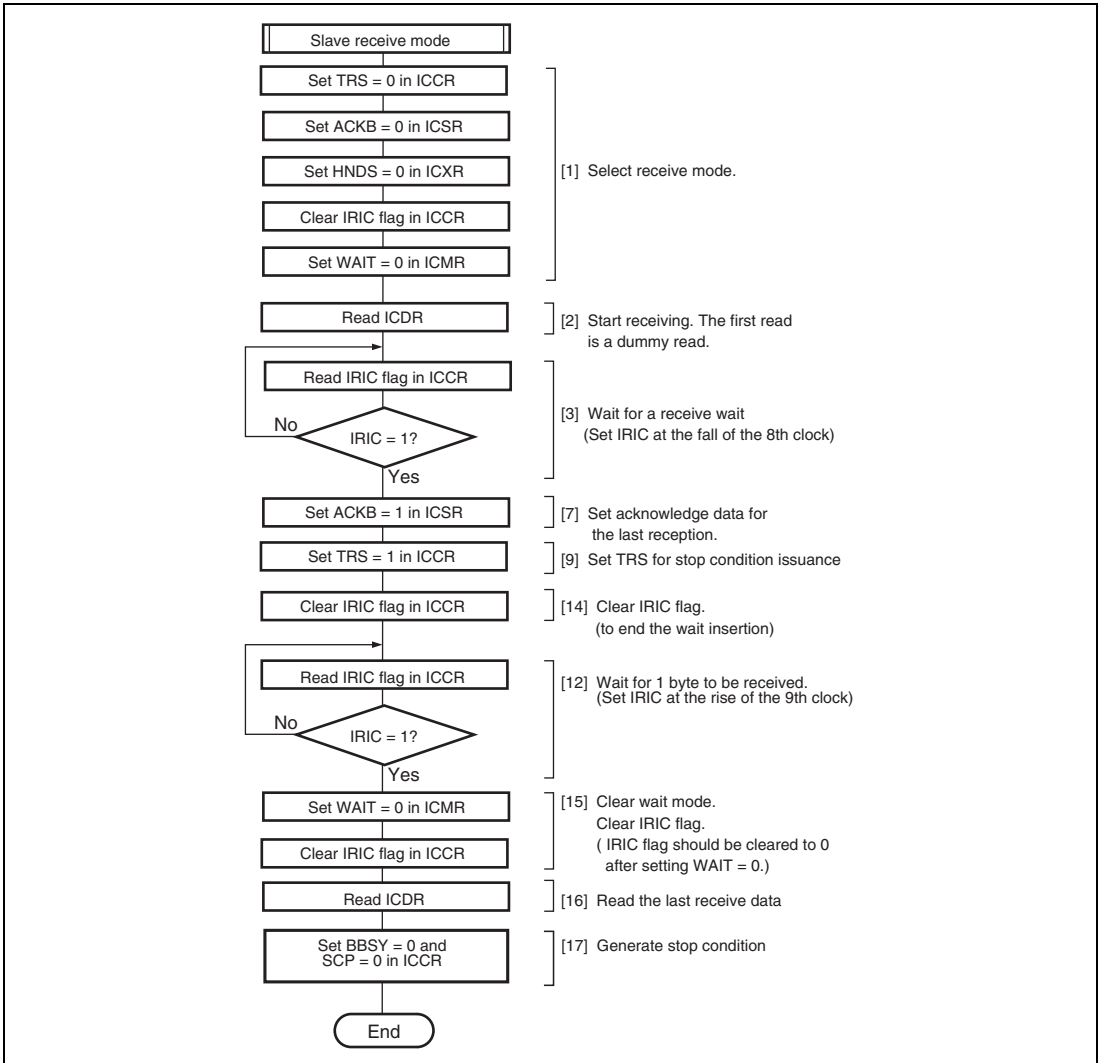 Slave receive mode
Set TRS = 0 in ICCR
Set ACKB = 0 in ICSR
Set HNDS = 0 in ICXR
[1] Select receive mode.
Clear IRIC flag in ICCR
Set WAIT = 0 in ICMR
Read ICDR
[2] Start receiving. The first read
is a dummy read.
Read IRIC flag in ICCR
[3] Wait for a receive wait
(Set IRIC at the fall of the 8th clock)
No
IRIC = 1?
Yes
Set ACKB = 1 in ICSR
[7] Set acknowledge data for
the last reception.
Set TRS = 1 in ICCR
[9] Set TRS for stop condition issuance
Clear IRIC flag in ICCR
[14] Clear IRIC flag.
(to end the wait insertion)
Read IRIC flag in ICCR
[12] Wait for 1 byte to be received.
(Set IRIC at the rise of the 9th clock)
No
IRIC = 1?
Yes
Set WAIT = 0 in ICMR
[15] Clear wait mode.
Clear IRIC flag.
( IRIC flag should be cleared to 0
after setting WAIT = 0.)
Clear IRIC flag in ICCR
Read ICDR
[16] Read the last receive data
Set BBSY = 0 and
SCP = 0 in ICCR
[17] Generate stop condition
End